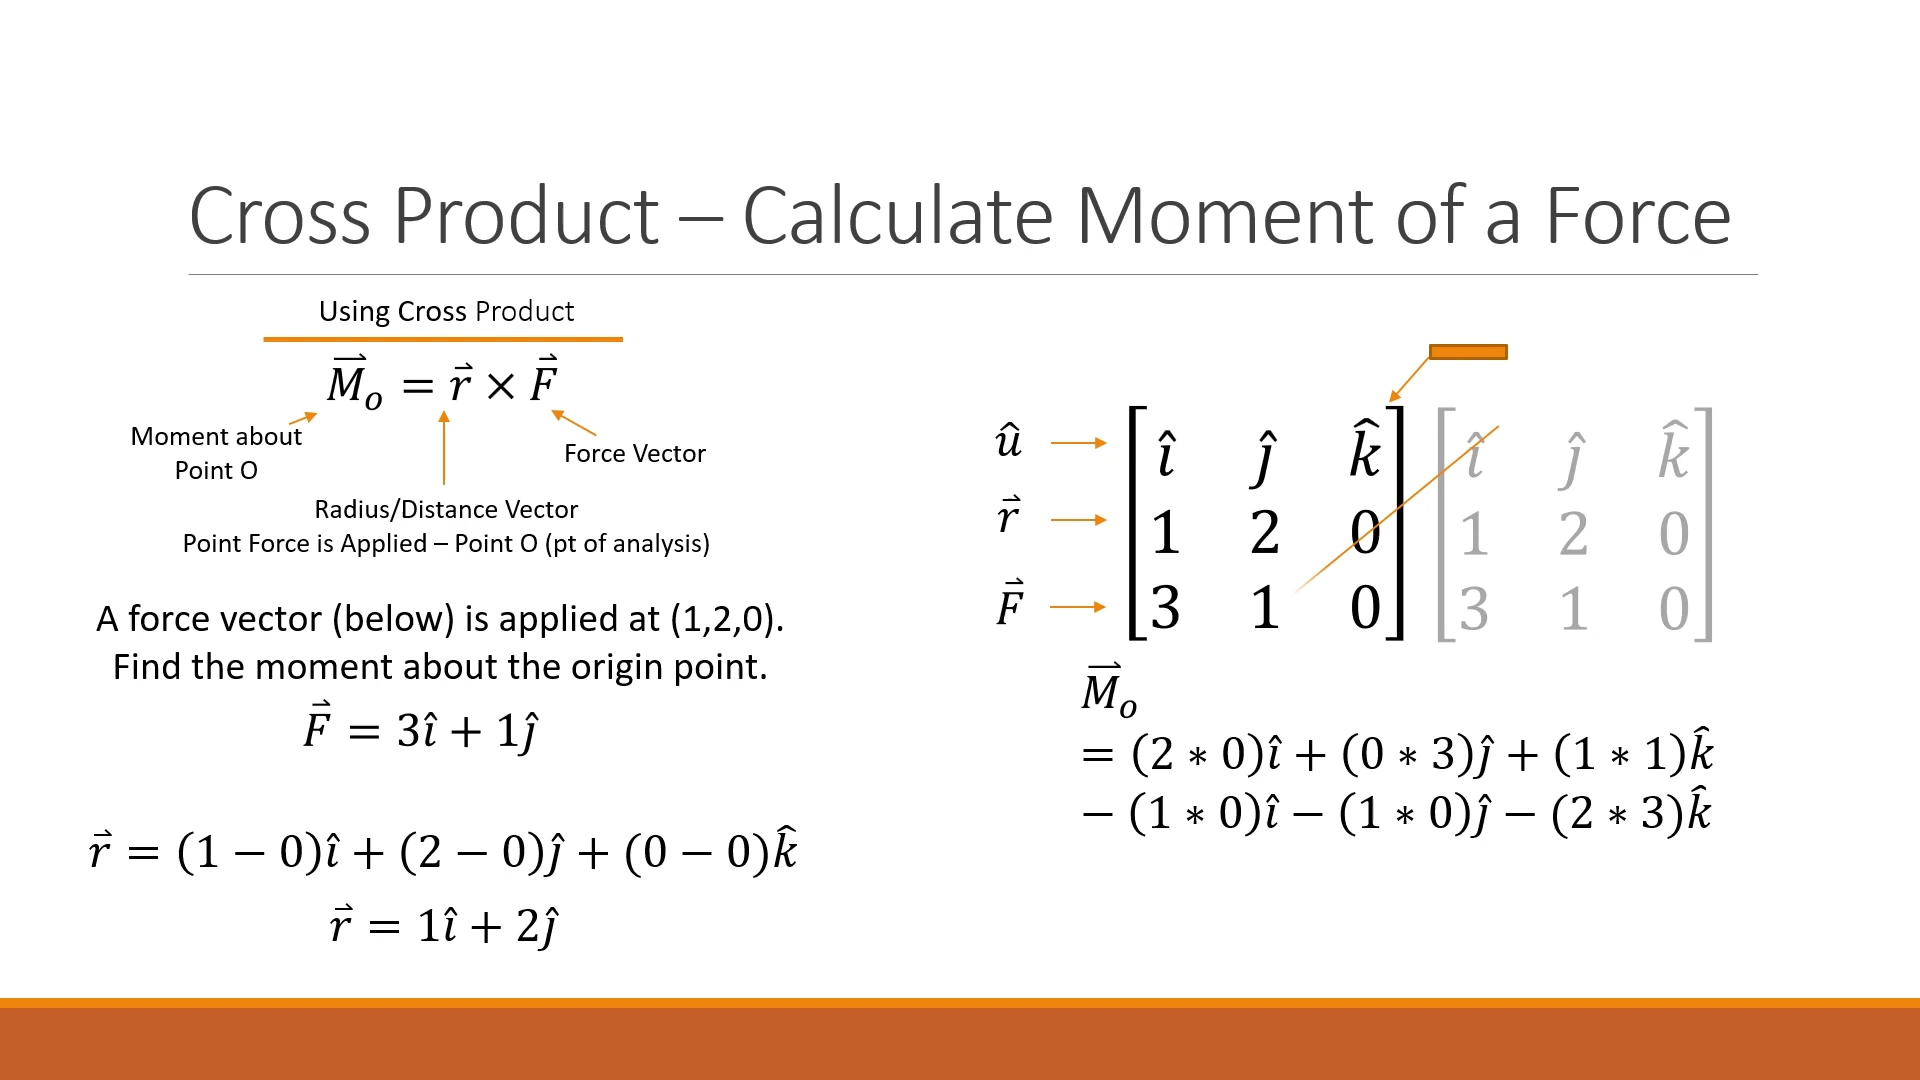 Cross Product – Calculate Moment of a Force
Using Cross Product
M⃗ₒ = r⃗ × F⃗
Moment about
Point O
Force Vector
Radius/Distance Vector
Point Force is Applied – Point O (pt of analysis)
A force vector (below) is applied at (1,2,0).
Find the moment about the origin point.
F⃗ = 3î + 1ĵ
r⃗ = (1 − 0)î + (2 − 0)ĵ + (0 − 0)k̂
r⃗ = 1î + 2ĵ
û î ĵ k̂ î ĵ k̂
r⃗ 1 2 0 1 2 0
F⃗ 3 1 0 3 1 0
M⃗ₒ
= (2 ∗ 0)î + (0 ∗ 3)ĵ + (1 ∗ 1)k̂
− (1 ∗ 0)î − (1 ∗ 0)ĵ − (2 ∗ 3)k̂